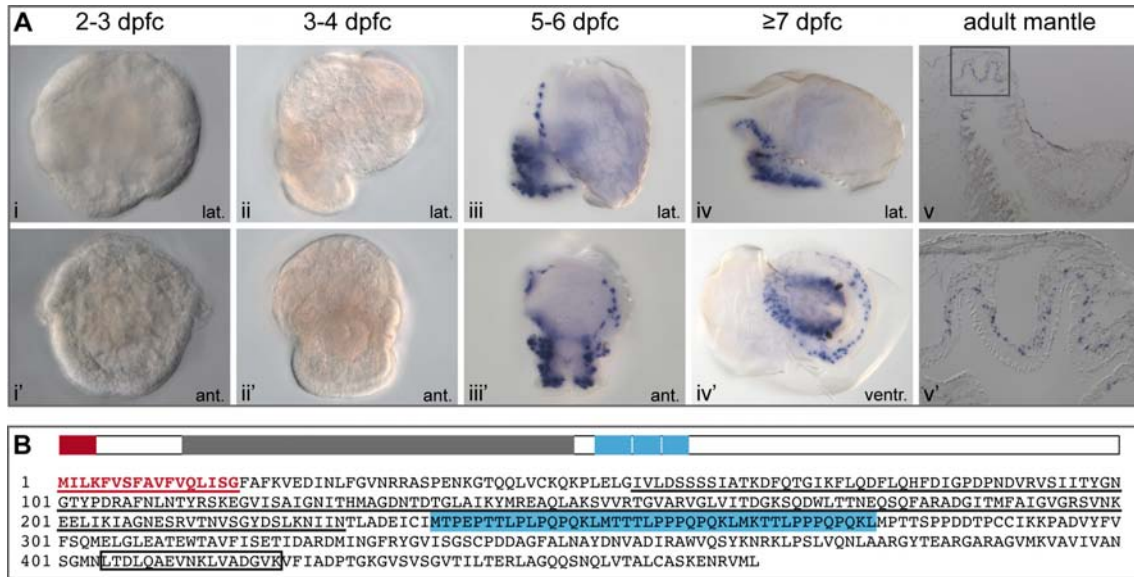 A 2-3 dpfc 3-4 dpfc 5-6 dpfc ≥7 dpfc adult mantle
i lat. ii lat. iii lat. iv lat. v
i' ant. ii' ant. iii' ant. iv' ventr. v'
B
1 MILKFVSFAVFVQLISGFAFKVEDINLFGVNRRASPENKGTQQLVCKQKPLELGIVLDSSSSIATKDFQTGIKFLQDFLQHFDIGPDPNDVRVSIITYGN
101 GTYPDRAFNLNTYRSKEGVISAIGNITHMAGDNTDTGLAIKYMREAQLAKSVVRTGVARVGLVITDGKSQDWLTTNEQSQFARADGITMFAIGVGRSVNK
201 EELIKIAGNESRVTNVSGYDSLKNIINTLADEICIMTPEPTTLPLPQPQKLMTTTLPPPQPQKLMKTTLPPPQPQKLMPTTSPPDDTPCCIKKPADVYFV
301 FSQMELGLEATEWTAVFISETIDARDMINGFRYGVISGSCPDDAGFALNAYDNVADIRAWVQSYKNRKLPSLVQNLAARGYTEARGARAGVMKVAVIVAN
401 SGMNLTDLQAEVNKLVADGVKVFIADPTGKGVSVSGVTILTERLAGQQSNQLVTALCASKENRVML